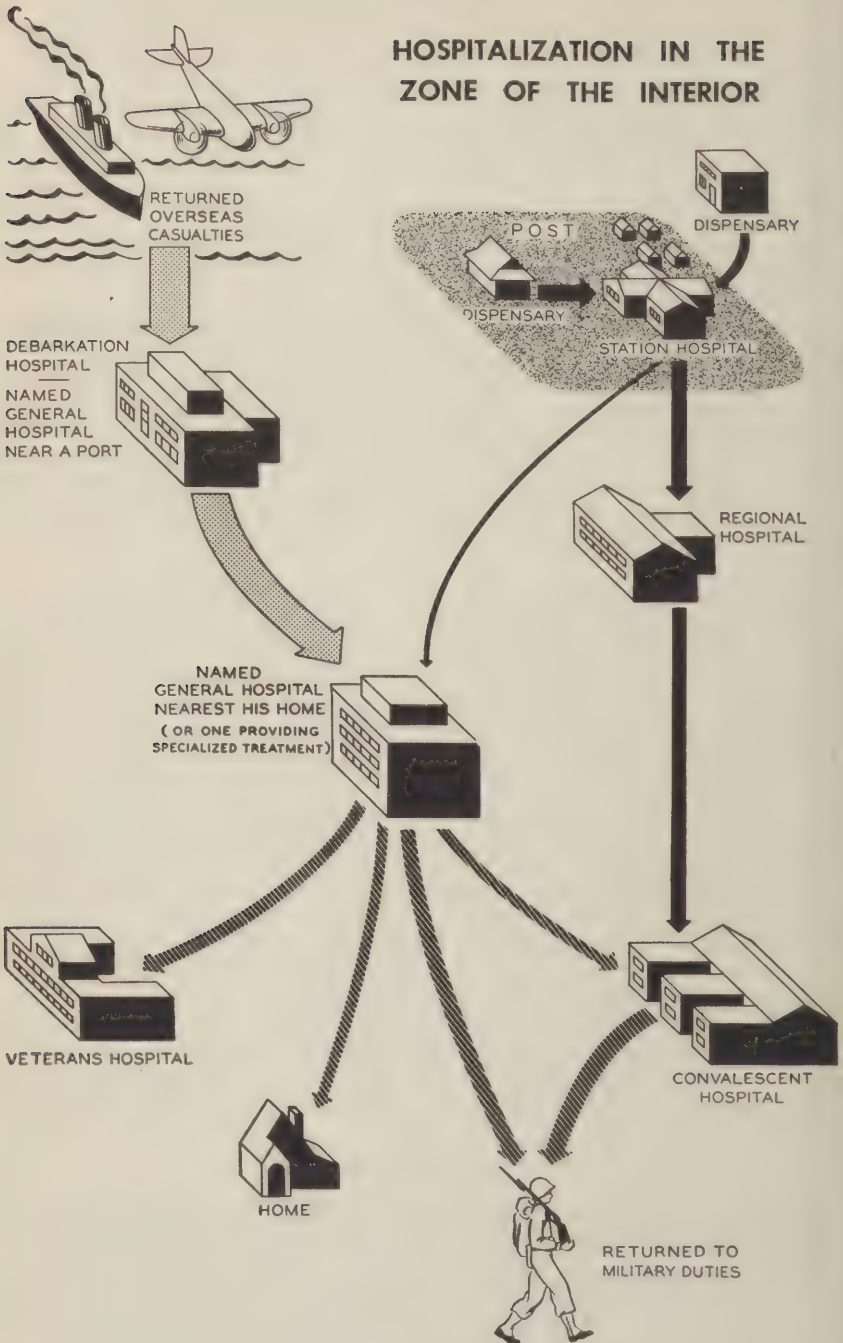 HOSPITALIZATION IN THE
ZONE OF THE INTERIOR
RETURNED
OVERSEAS
CASUALTIES
DISPENSARY
POST
DISPENSARY
STATION HOSPITAL
DEBARKATION
HOSPITAL
NAMED
GENERAL
HOSPITAL
NEAR A PORT
REGIONAL
HOSPITAL
NAMED
GENERAL HOSPITAL
NEAREST HIS HOME
(OR ONE PROVIDING
SPECIALIZED TREATMENT)
VETERANS HOSPITAL
CONVALESCENT
HOSPITAL
HOME
RETURNED TO
MILITARY DUTIES